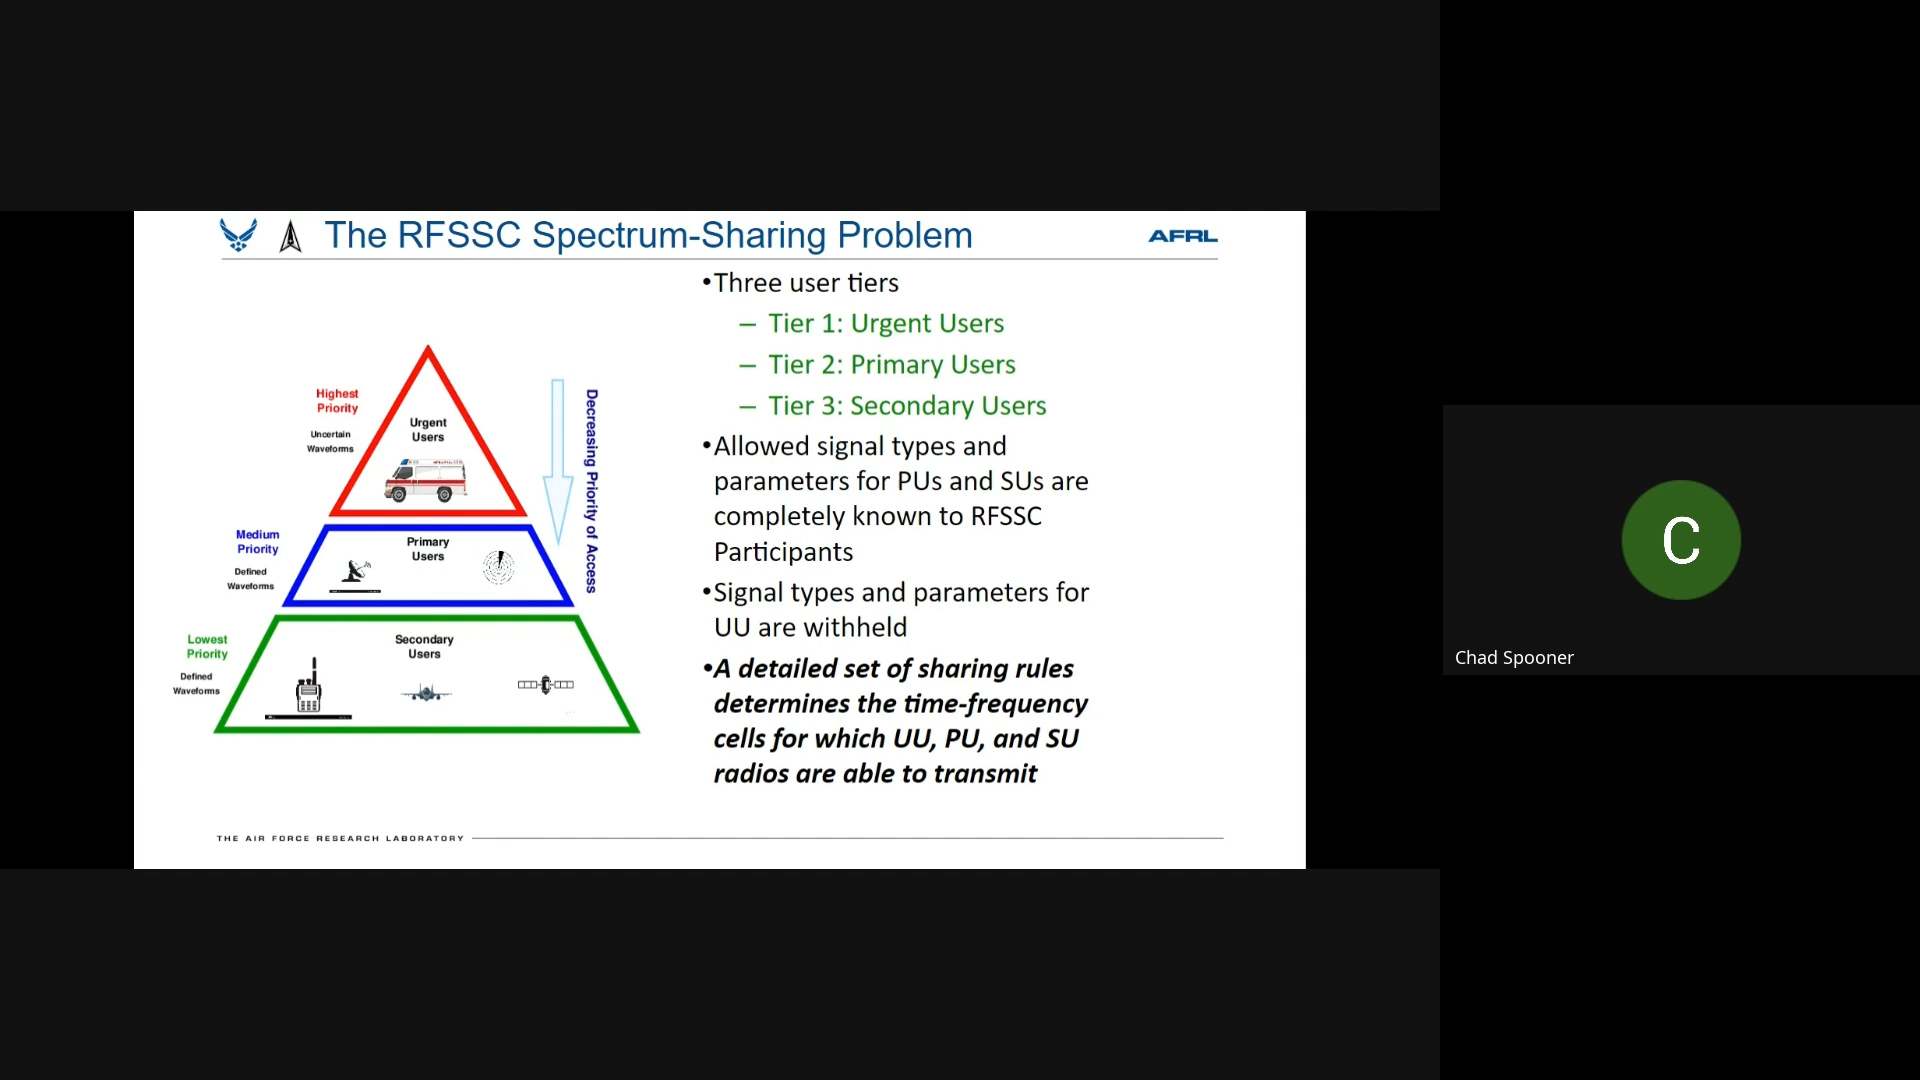 The RFSSC Spectrum-Sharing Problem
AFRL
•Three user tiers
– Tier 1: Urgent Users
– Tier 2: Primary Users
– Tier 3: Secondary Users
•Allowed signal types and
parameters for PUs and SUs are
completely known to RFSSC
Participants
•Signal types and parameters for
UU are withheld
•A detailed set of sharing rules
determines the time-frequency
cells for which UU, PU, and SU
radios are able to transmit
Highest
Priority
Uncertain
Waveforms
Urgent
Users
Medium
Priority
Defined
Waveforms
Primary
Users
Lowest
Priority
Defined
Waveforms
Secondary
Users
Decreasing Priority of Access
THE AIR FORCE RESEARCH LABORATORY
C
Chad Spooner